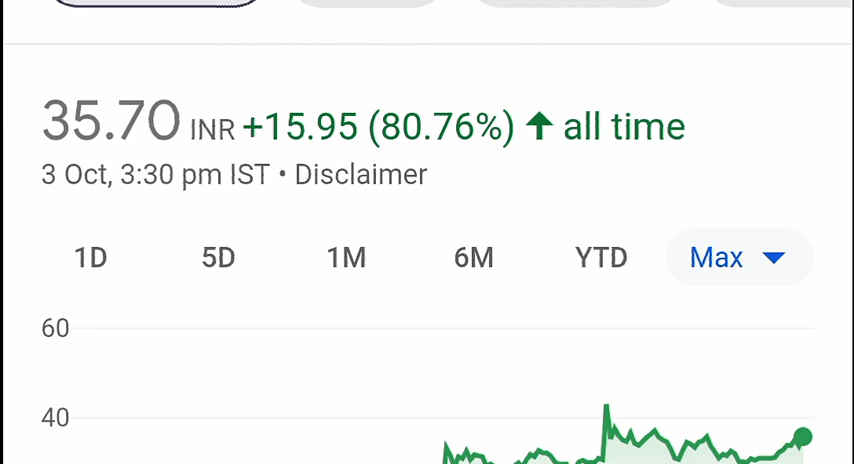 35.70 INR +15.95 (80.76%) ↑ all time
3 Oct, 3:30 pm IST • Disclaimer
1D 5D 1M 6M YTD Max
60
40